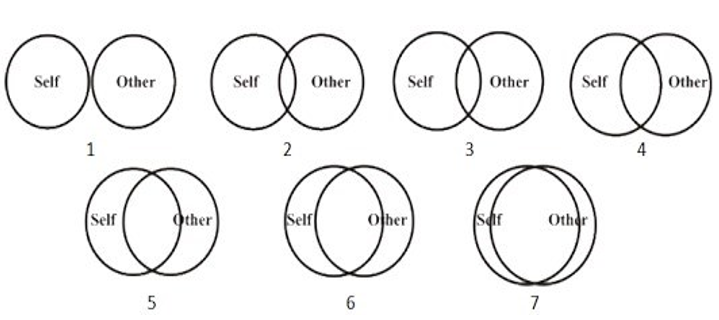 Self Other Self Other Self Other Self Other
1 2 3 4
Self Other Self Other Self Other
5 6 7